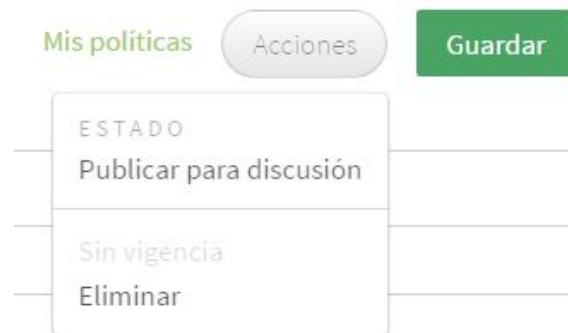 Mis políticas Acciones Guardar
ESTADO
Publicar para discusión
Sin vigencia
Eliminar